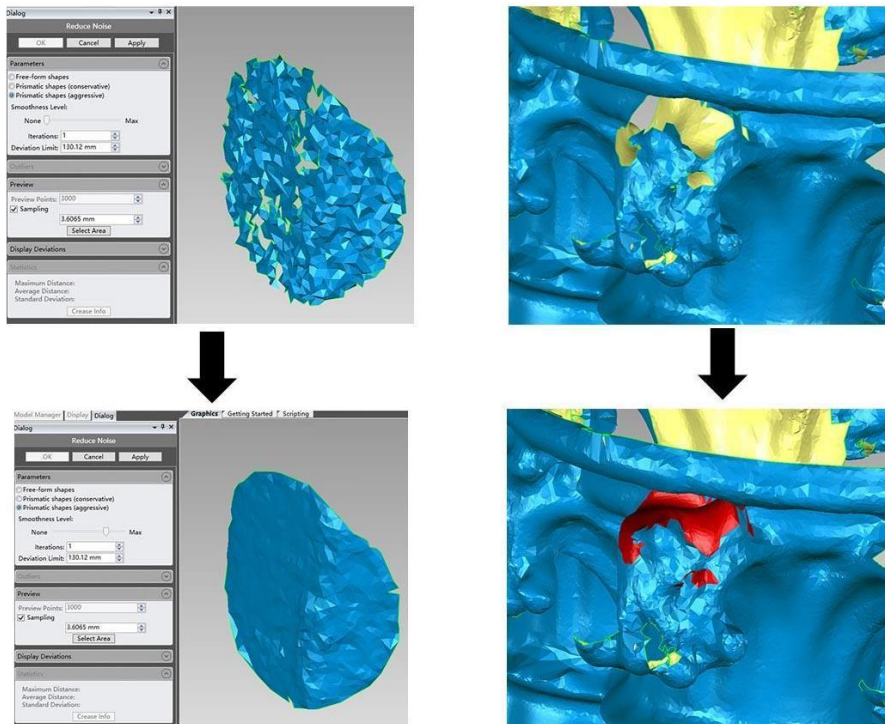 Dialog
Reduce Noise
OK Cancel Apply
Parameters
Free-form shapes
Prismatic shapes (conservative)
Prismatic shapes (aggressive)
Smoothness Level:
None Max
Iterations: 1
Deviation Limit: 130.12 mm
Outliers
Preview
Preview Points: 3000
Sampling
3.6065 mm
Select Area
Display Deviations
Statistics
Maximum Distance:
Average Distance:
Standard Deviation:
Crease Info
Model Manager Display Dialog Graphics Getting Started Scripting
Dialog
Reduce Noise
OK Cancel Apply
Parameters
Free-form shapes
Prismatic shapes (conservative)
Prismatic shapes (aggressive)
Smoothness Level:
None Max
Iterations: 1
Deviation Limit: 130.12 mm
Outliers
Preview
Preview Points: 3000
Sampling
3.6065 mm
Select Area
Display Deviations
Statistics
Maximum Distance:
Average Distance:
Standard Deviation:
Crease Info